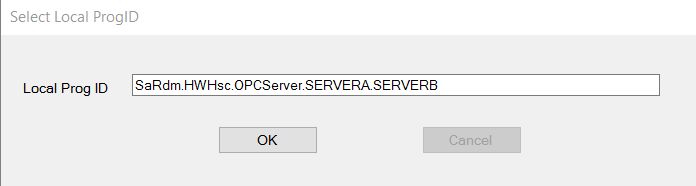 Select Local ProgID
Local Prog ID SaRdm.HWHsc.OPCServer.SERVERA.SERVERB
OK Cancel